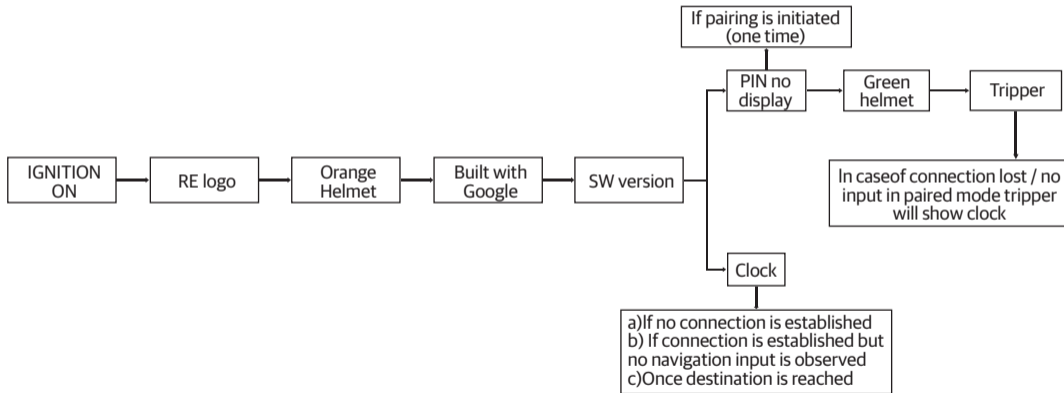 If pairing is initiated
(one time)
PIN no
display
Green
helmet
Tripper
IGNITION
ON
RE logo
Orange
Helmet
Built with
Google
SW version
In caseof connection lost / no
input in paired mode tripper
will show clock
Clock
a)If no connection is established
b) If connection is established but
no navigation input is observed
c)Once destination is reached